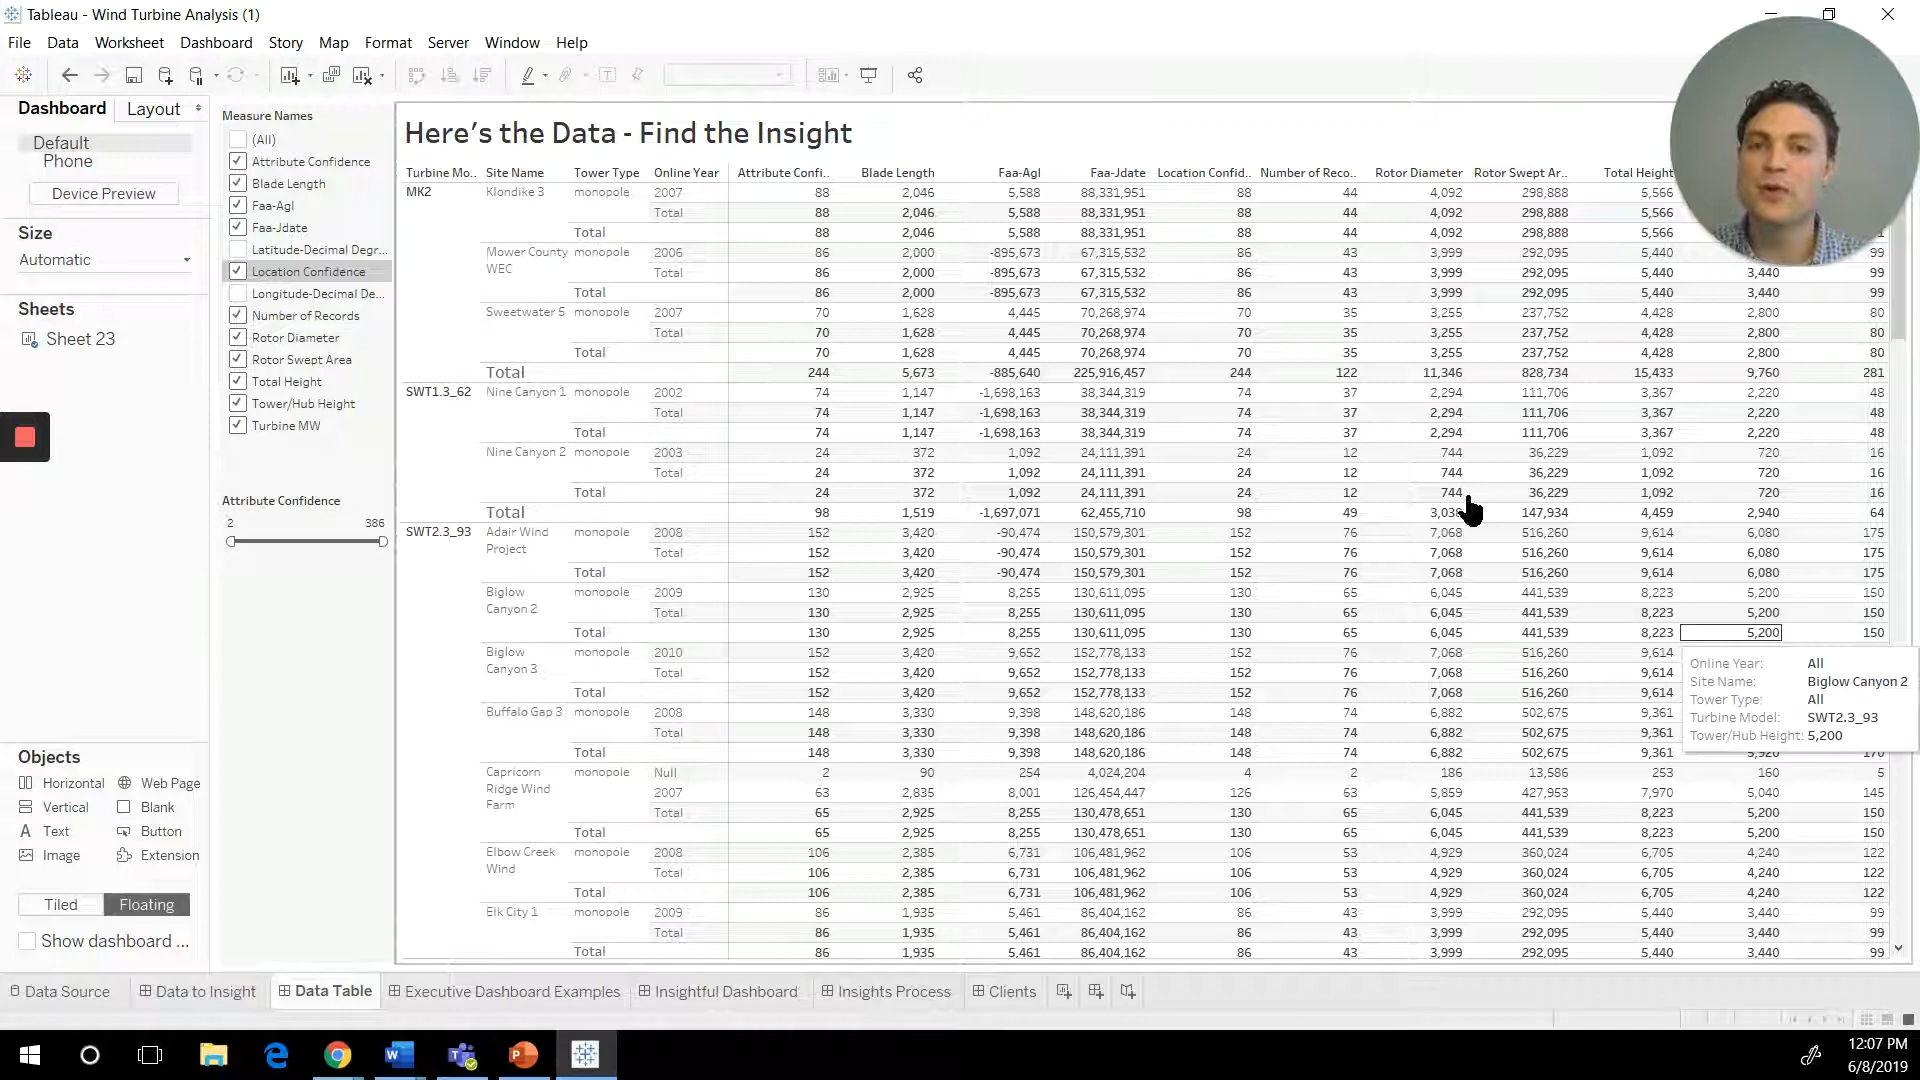 Tableau - Wind Turbine Analysis (1)
File Data Worksheet Dashboard Story Map Format Server Window Help
Dashboard Layout
Default
Phone
Device Preview
Size
Automatic
Sheets
Sheet 23
Objects
Horizontal Web Page
Vertical Blank
Text Button
Image Extension
Tiled Floating
Show dashboard ...
Measure Names
(All)
Attribute Confidence
Blade Length
Faa-Agl
Faa-Jdate
Latitude-Decimal Degr...
Location Confidence
Longitude-Decimal De...
Number of Records
Rotor Diameter
Rotor Swept Area
Total Height
Tower/Hub Height
Turbine MW
Attribute Confidence
2 386
Here's the Data - Find the Insight
Turbine Mo.. Site Name Tower Type Online Year Attribute Confi.. Blade Length Faa-Agl Faa-Jdate Location Confid.. Number of Reco.. Rotor Diameter Rotor Swept Ar.. Total Height
MK2 Klondike 3 monopole 2007 88 2,046 5,588 88,331,951 88 44 4,092 298,888 5,566
Total 88 2,046 5,588 88,331,951 88 44 4,092 298,888 5,566
Total 88 2,046 5,588 88,331,951 88 44 4,092 298,888 5,566
Mower County WEC monopole 2006 86 2,000 -895,673 67,315,532 86 43 3,999 292,095 5,440 3,440 99
Total 86 2,000 -895,673 67,315,532 86 43 3,999 292,095 5,440 3,440 99
Total 86 2,000 -895,673 67,315,532 86 43 3,999 292,095 5,440 3,440 99
Sweetwater 5 monopole 2007 70 1,628 4,445 70,268,974 70 35 3,255 237,752 4,428 2,800 80
Total 70 1,628 4,445 70,268,974 70 35 3,255 237,752 4,428 2,800 80
Total 70 1,628 4,445 70,268,974 70 35 3,255 237,752 4,428 2,800 80
Total 244 5,673 -885,640 225,916,457 244 122 11,346 828,734 15,433 9,760 281
SWT1.3_62 Nine Canyon 1 monopole 2002 74 1,147 -1,698,163 38,344,319 74 37 2,294 111,706 3,367 2,220 48
Total 74 1,147 -1,698,163 38,344,319 74 37 2,294 111,706 3,367 2,220 48
Total 74 1,147 -1,698,163 38,344,319 74 37 2,294 111,706 3,367 2,220 48
Nine Canyon 2 monopole 2003 24 372 1,092 24,111,391 24 12 744 36,229 1,092 720 16
Total 24 372 1,092 24,111,391 24 12 744 36,229 1,092 720 16
Total 24 372 1,092 24,111,391 24 12 744 36,229 1,092 720 16
Total 98 1,519 -1,697,071 62,455,710 98 49 147,934 4,459 2,940 64
SWT2.3_93 Adair Wind Project monopole 2008 152 3,420 -90,474 150,579,301 152 76 7,068 516,260 9,614 6,080 175
Total 152 3,420 -90,474 150,579,301 152 76 7,068 516,260 9,614 6,080 175
Total 152 3,420 -90,474 150,579,301 152 76 7,068 516,260 9,614 6,080 175
Biglow Canyon 2 monopole 2009 130 2,925 8,255 130,611,095 130 65 6,045 441,539 8,223 5,200 150
Total 130 2,925 8,255 130,611,095 130 65 6,045 441,539 8,223 5,200 150
Total 130 2,925 8,255 130,611,095 130 65 6,045 441,539 8,223 5,200 150
Biglow Canyon 3 monopole 2010 152 3,420 9,652 152,778,133 152 76 7,068 516,260 9,614
Total 152 3,420 9,652 152,778,133 152 76 7,068 516,260 9,614
Total 152 3,420 9,652 152,778,133 152 76 7,068 516,260 9,614
Buffalo Gap 3 monopole 2008 148 3,330 9,398 148,620,186 148 74 6,882 502,675 9,361
Total 148 3,330 9,398 148,620,186 148 74 6,882 502,675 9,361
Total 148 3,330 9,398 148,620,186 148 74 6,882 502,675 9,361 5,920 170
Capricorn Ridge Wind Farm monopole Null 2 90 254 4,024,204 4 2 186 13,586 253 160 5
2007 63 2,835 8,001 126,454,447 126 63 5,859 427,953 7,970 5,040 145
Total 65 2,925 8,255 130,478,651 130 65 6,045 441,539 8,223 5,200 150
Total 65 2,925 8,255 130,478,651 130 65 6,045 441,539 8,223 5,200 150
Elbow Creek Wind monopole 2008 106 2,385 6,731 106,481,962 106 53 4,929 360,024 6,705 4,240 122
Total 106 2,385 6,731 106,481,962 106 53 4,929 360,024 6,705 4,240 122
Total 106 2,385 6,731 106,481,962 106 53 4,929 360,024 6,705 4,240 122
Elk City 1 monopole 2009 86 1,935 5,461 86,404,162 86 43 3,999 292,095 5,440 3,440 99
Total 86 1,935 5,461 86,404,162 86 43 3,999 292,095 5,440 3,440 99
Total 86 1,935 5,461 86,404,162 86 43 3,999 292,095 5,440 3,440 99
Online Year: All
Site Name: Biglow Canyon 2
Tower Type: All
Turbine Model: SWT2.3_93
Tower/Hub Height: 5,200
Data Source Data to Insight Data Table Executive Dashboard Examples Insightful Dashboard Insights Process Clients
12:07 PM
6/8/2019